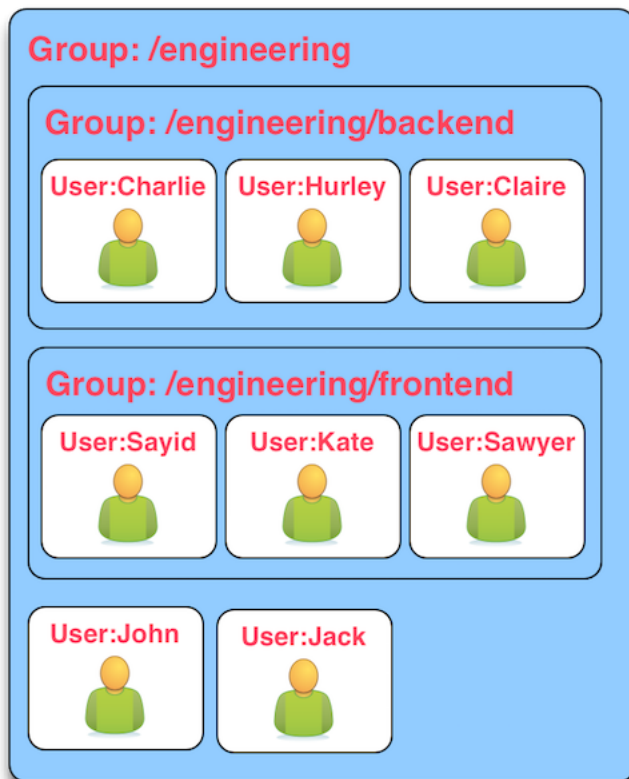 Group: /engineering
Group: /engineering/backend
User:Charlie User:Hurley User:Claire
Group: /engineering/frontend
User:Sayid User:Kate User:Sawyer
User:John User:Jack